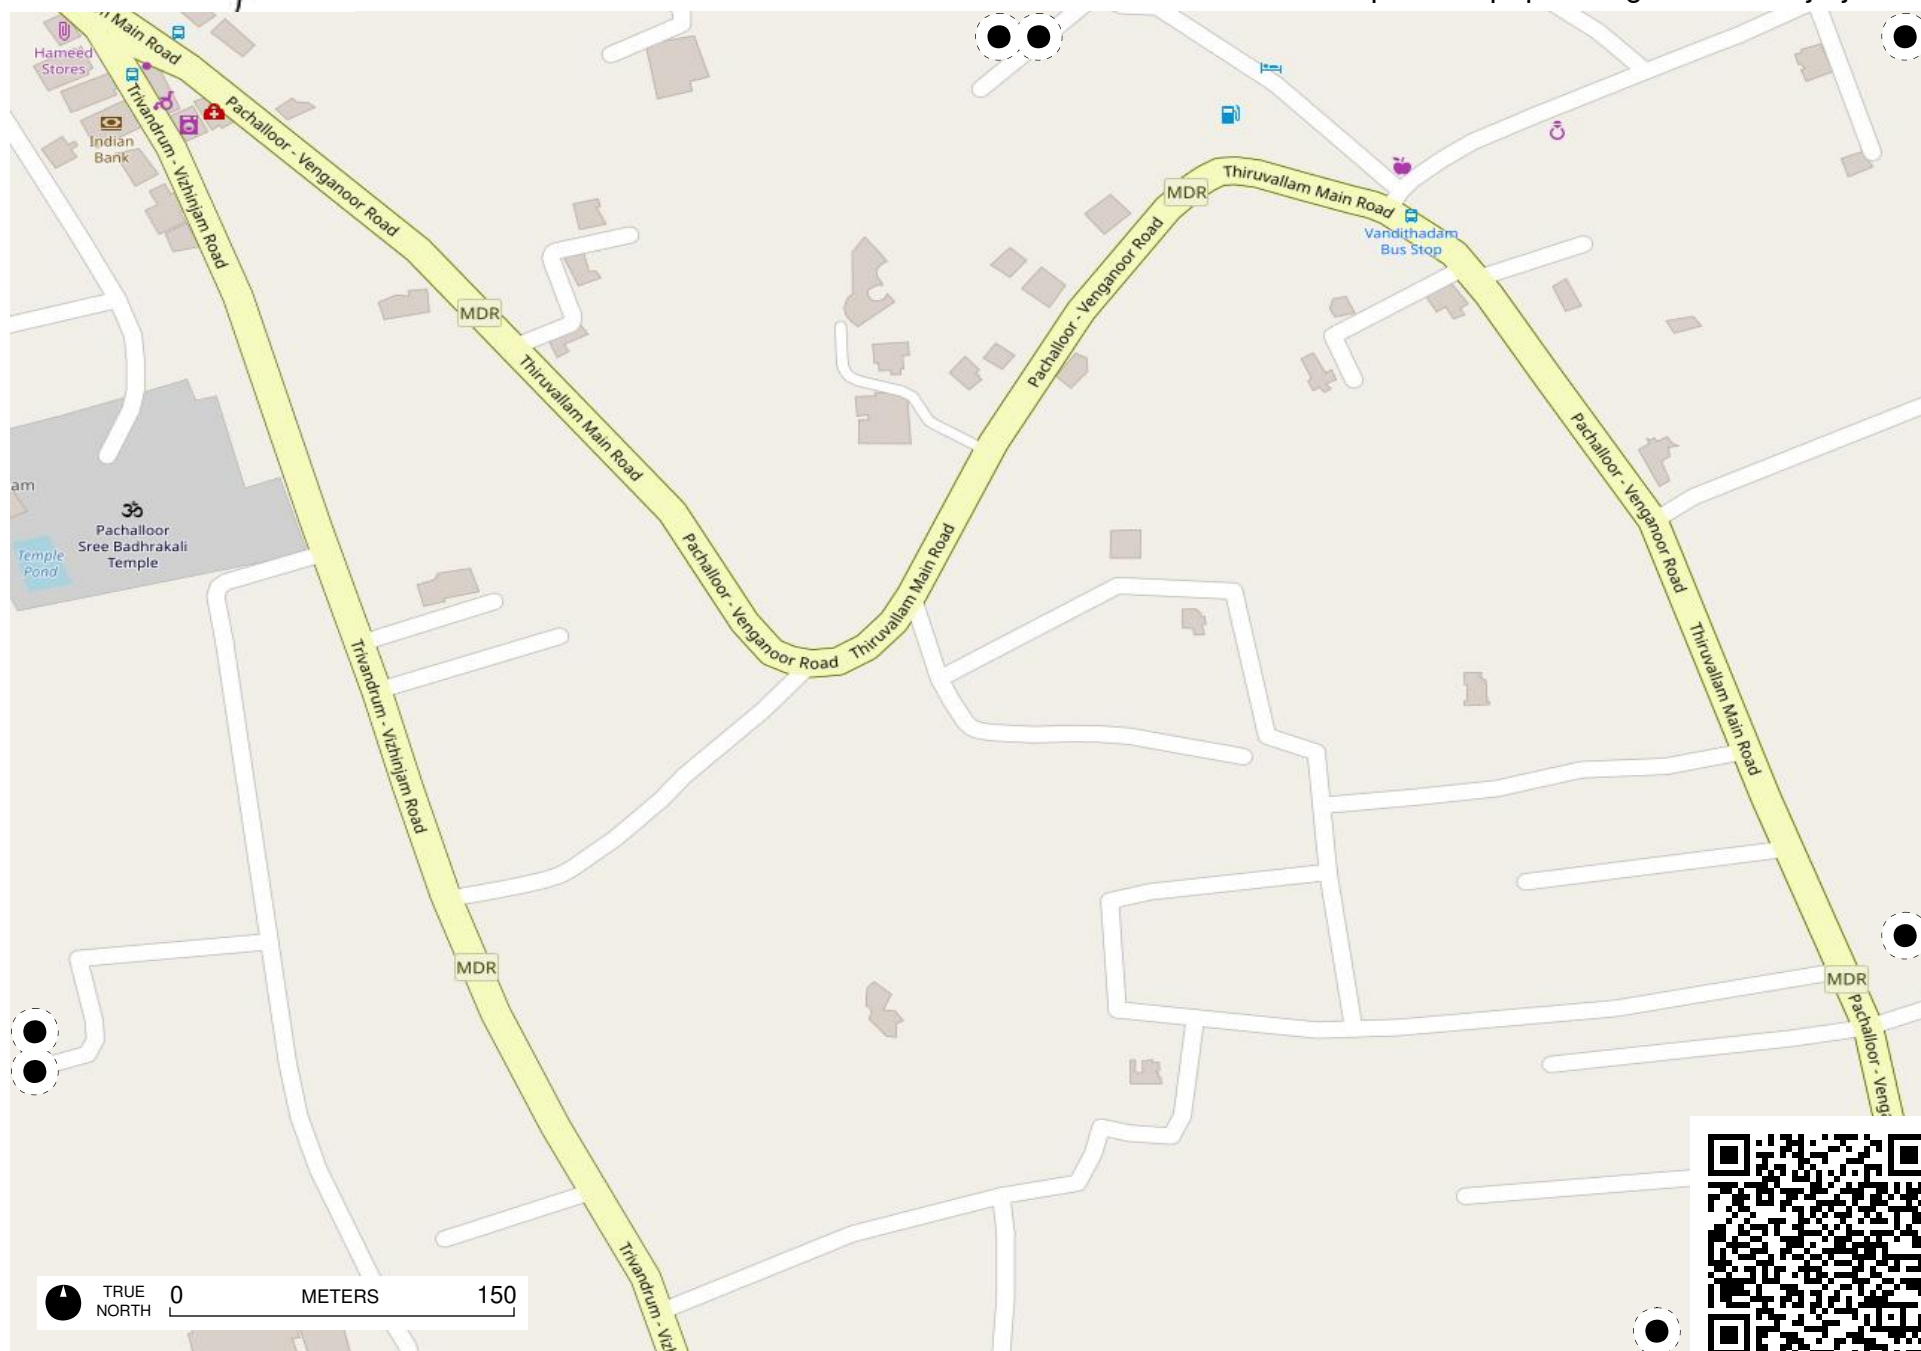 Main Road
Hameed
Stores
Pachalloor - Venganoor Road
Trivandrum - Vizhinjam Road
Indian
Bank
Thiruvallam Main Road
MDR
Pachalloor - Venganoor Road
Vandithadam
Bus Stop
MDR
Thiruvallam Main Road
Pachalloor - Venganoor Road
am
Pachalloor
Sree Badhrakali
Temple
Temple
Pond
Pachalloor - Venganoor Road
Thiruvallam Main Road
Trivandrum - Vizhinjam Road
Thiruvallam Main Road
MDR
MDR
Pachalloor - Veng
Trivandrum - Viz
TRUE
NORTH
0 METERS 150